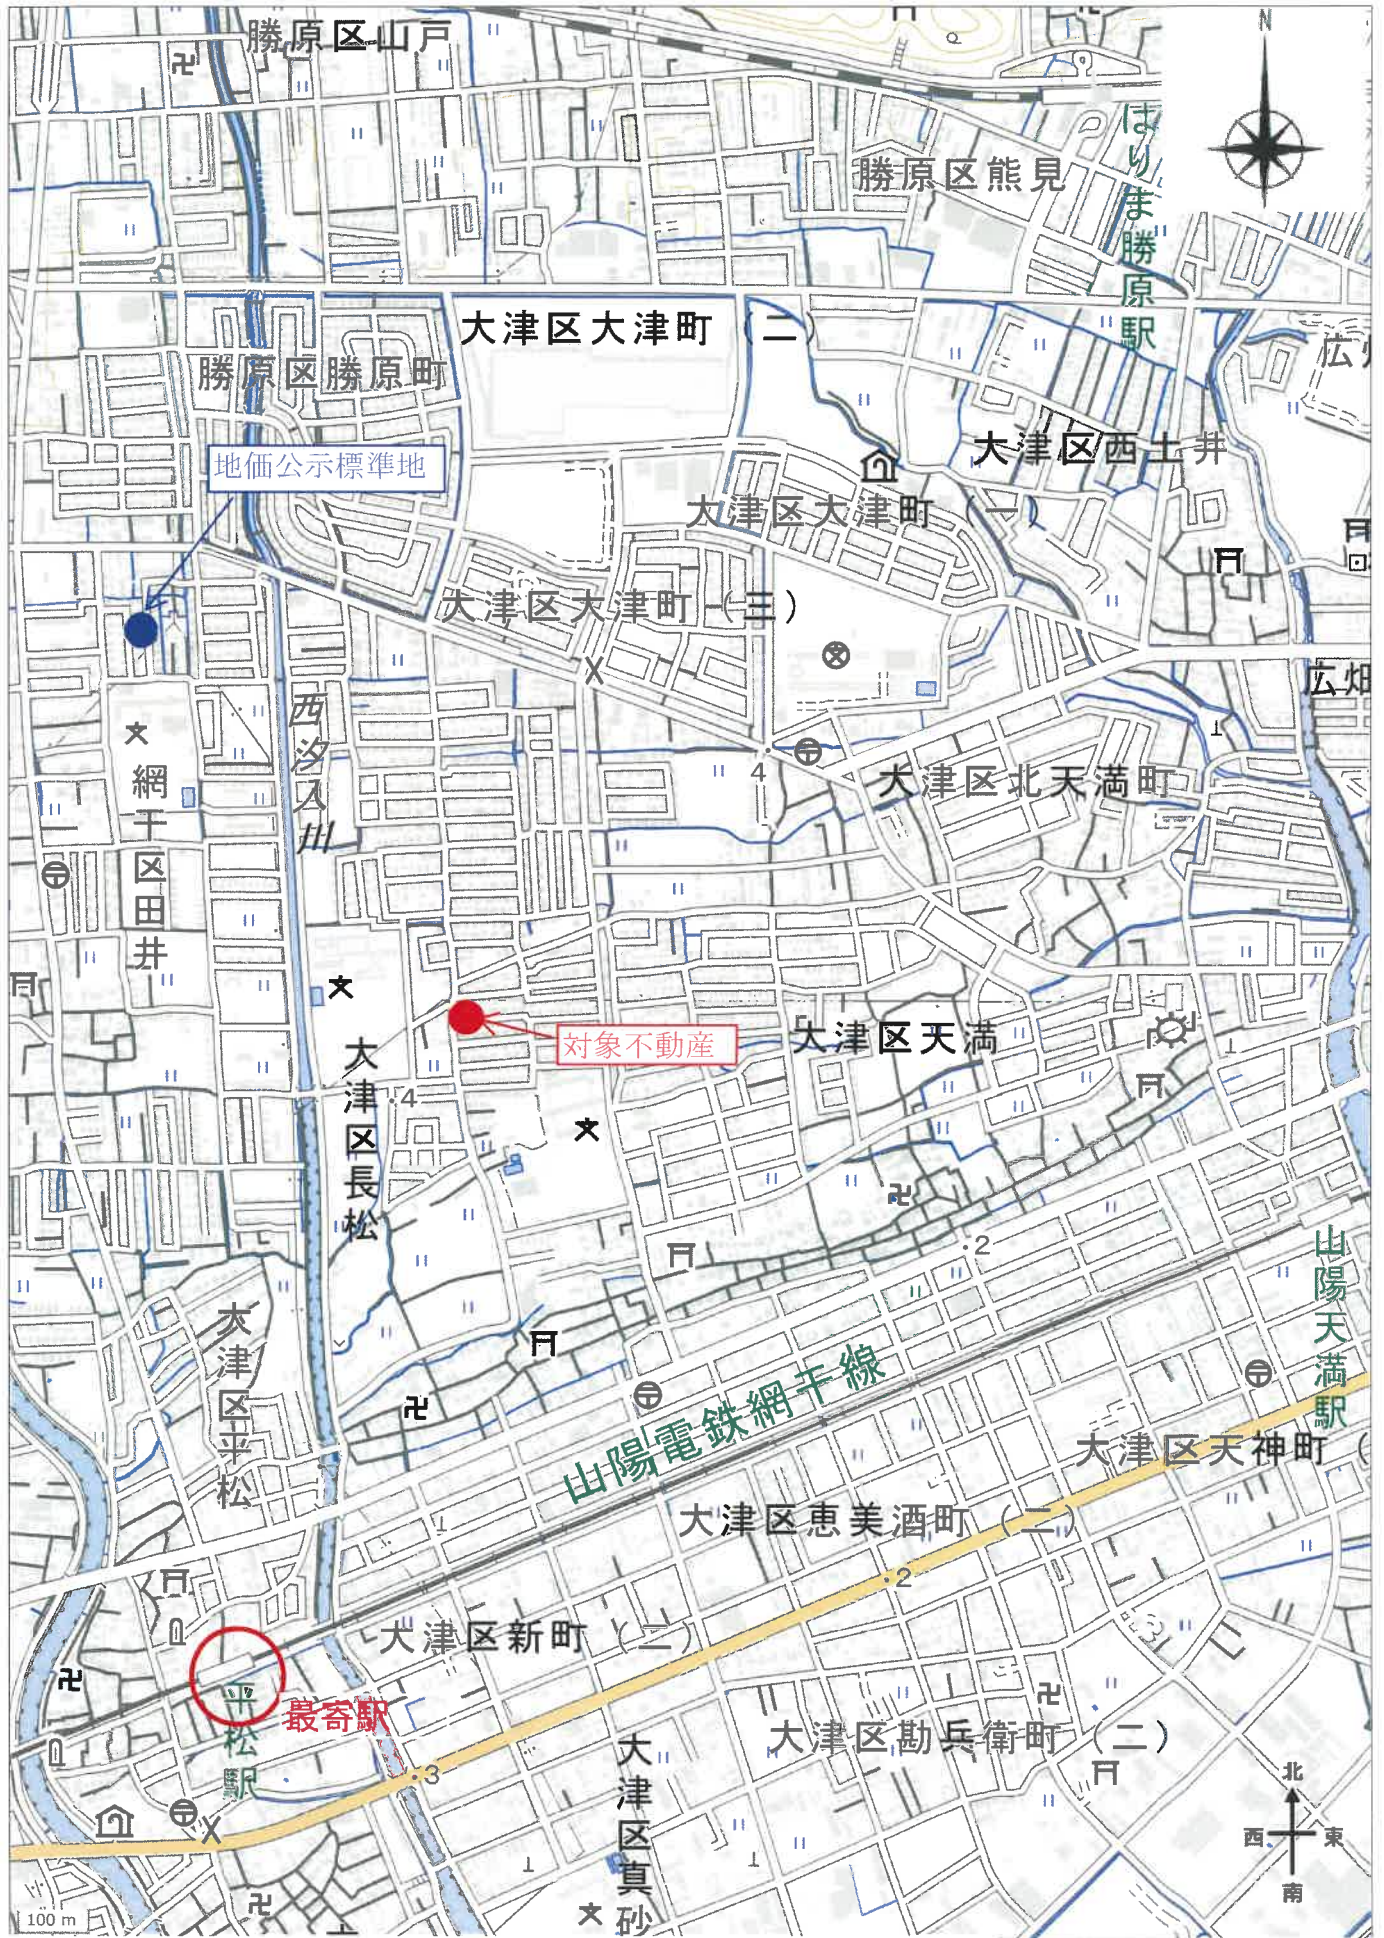 勝原区山戸
N
はりま勝原駅
勝原区熊見
大津区大津町（二）
広
勝原区勝原町
大津区西土井
地価公示標準地
大津区大津町（一）
大津区大津町（三）
広畑
西汐入川
4
大津区北天満町
網干区田井
対象不動産
大津区天満
大津区長松
4
2
山陽天満駅
大津区平松
山陽電鉄網干線
大津区天神町（
大津区恵美酒町（二）
2
大津区新町（二）
3
平松駅
最寄駅
大津区勘兵衛町（二）
3
大津区真砂
北
西
東
南
100 m